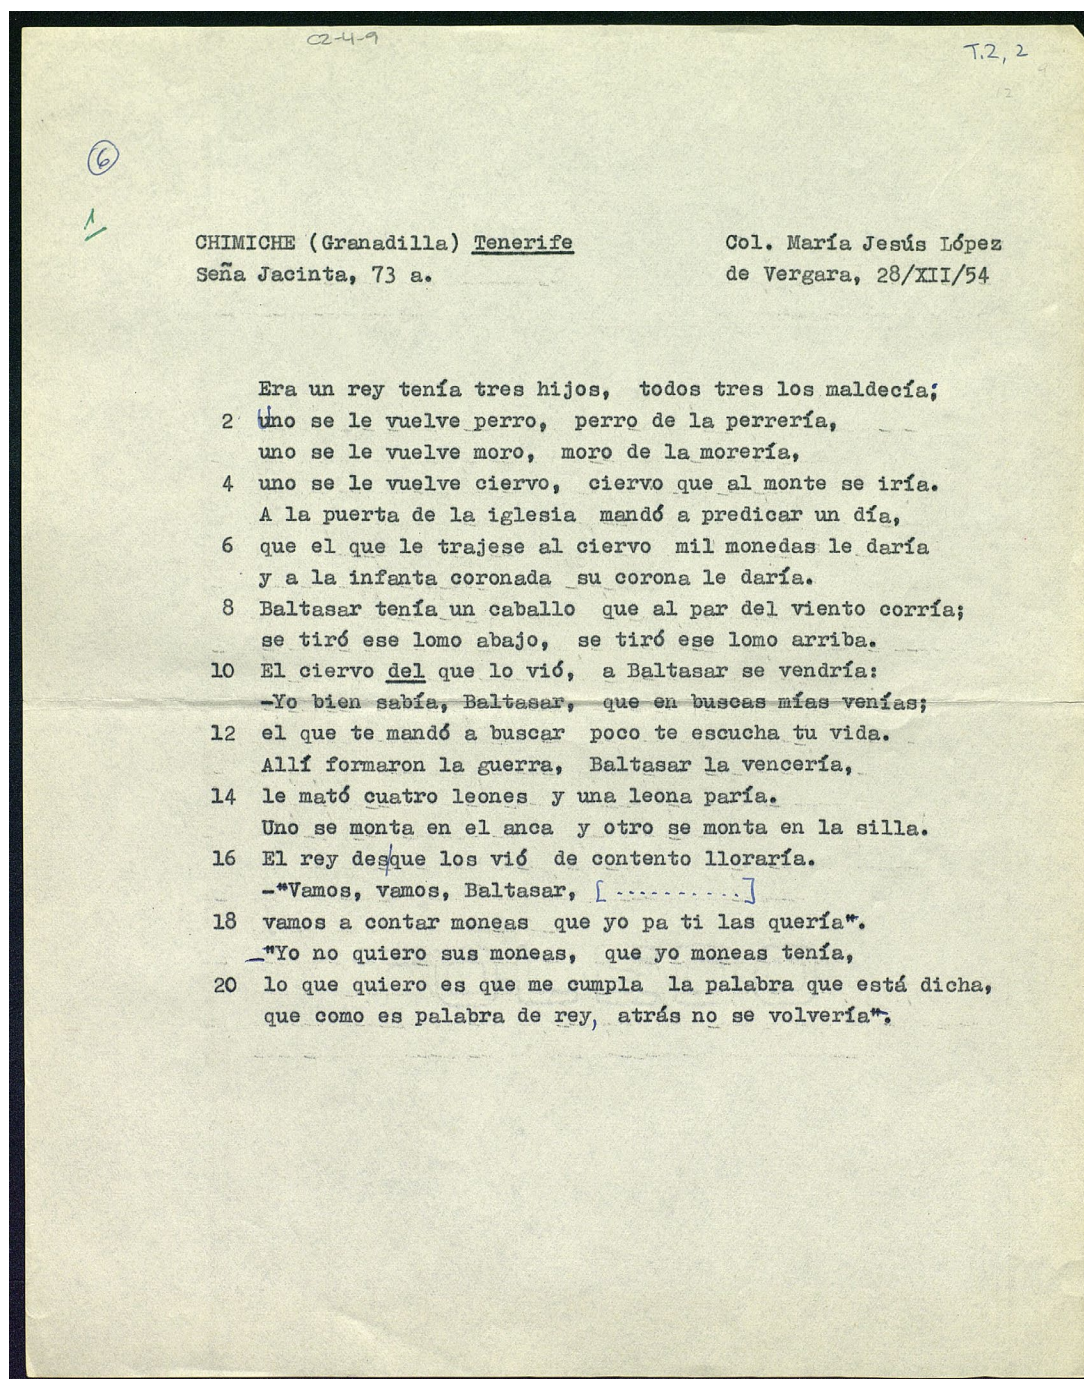 C2-4-9
T.2, 2
6
1
CHIMICHE (Granadilla) Tenerife
Col. María Jesús López
Seña Jacinta, 73 a.
de Vergara, 28/XII/54
Era un rey tenía tres hijos, todos tres los maldecía;
2 uno se le vuelve perro, perro de la perrería,
uno se le vuelve moro, moro de la morería,
4 uno se le vuelve ciervo, ciervo que al monte se iría.
A la puerta de la iglesia mandó a predicar un día,
6 que el que le trajese al ciervo mil monedas le daría
y a la infanta coronada su corona le daría.
8 Baltasar tenía un caballo que al par del viento corría;
se tiró ese lomo abajo, se tiró ese lomo arriba.
10 El ciervo del que lo vió, a Baltasar se vendría:
-Yo bien sabía, Baltasar, que en buscas mías venías;
12 el que te mandó a buscar poco te escucha tu vida.
Allí formaron la guerra, Baltasar la vencería,
14 le mató cuatro leones y una leona paría.
Uno se monta en el anca y otro se monta en la silla.
16 El rey desque los vió de contento lloraría.
-"Vamos, vamos, Baltasar, [..........]
18 vamos a contar moneas que yo pa ti las quería".
-"Yo no quiero sus moneas, que yo moneas tenía,
20 lo que quiero es que me cumpla la palabra que está dicha,
que como es palabra de rey, atrás no se volvería".